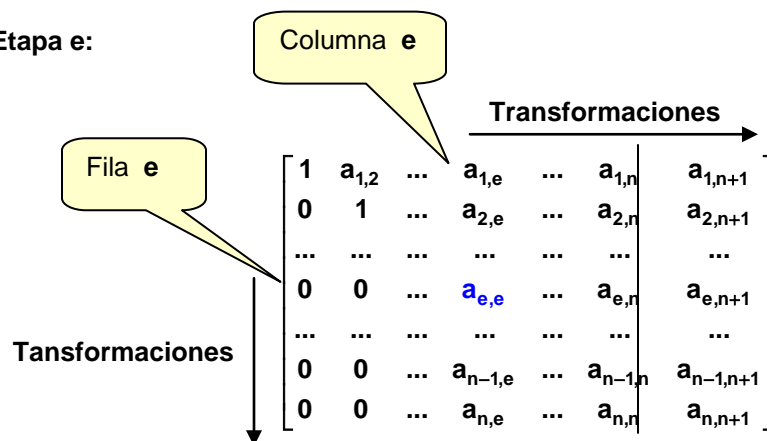 Etapa e:
Columna e
Transformaciones
Fila e
1 a1,2 ... a1,e ... a1,n a1,n+1
0 1 ... a2,e ... a2,n a2,n+1
... ... ... ... ... ... ...
0 0 ... ae,e ... ae,n ae,n+1
... ... ... ... ... ... ...
Tansformaciones
0 0 ... an–1,e ... an–1,n an–1,n+1
0 0 ... an,e ... an,n an,n+1